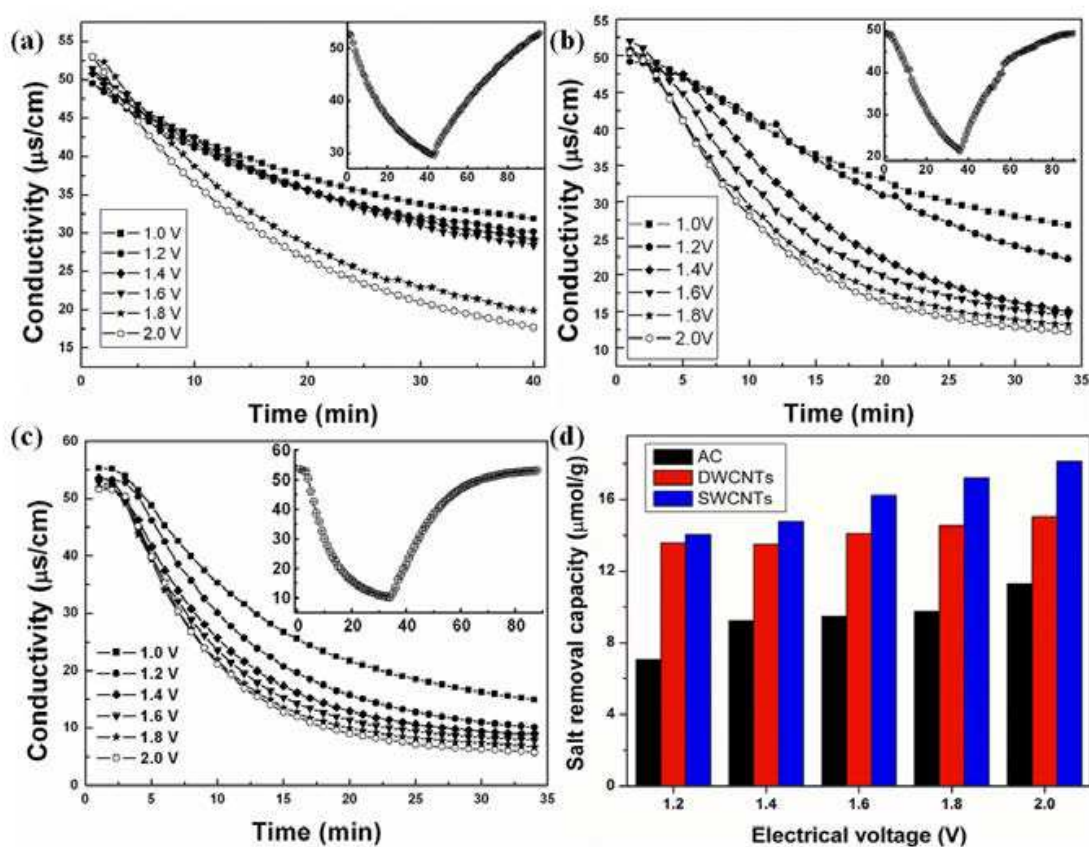 (a)
Conductivity (µs/cm)
55
50
45
40
35
30
25
20
15
0 10 20 30 40
Time (min)
1.0 V
1.2 V
1.4 V
1.6 V
1.8 V
2.0 V
50
40
30
0 20 40 60 80
(b)
Conductivity (µs/cm)
55
50
45
40
35
30
25
20
15
10
0 5 10 15 20 25 30 35
Time (min)
1.0V
1.2V
1.4V
1.6V
1.8V
2.0V
50
40
30
20
0 20 40 60 80
(c)
Conductivity (µs/cm)
60
50
40
30
20
10
0
0 5 10 15 20 25 30 35
Time (min)
1.0 V
1.2 V
1.4 V
1.6 V
1.8 V
2.0 V
60
50
40
30
20
10
0 20 40 60 80
(d)
Salt removal capacity (µmol/g)
16
12
8
4
0
1.2 1.4 1.6 1.8 2.0
Electrical voltage (V)
AC
DWCNTs
SWCNTs